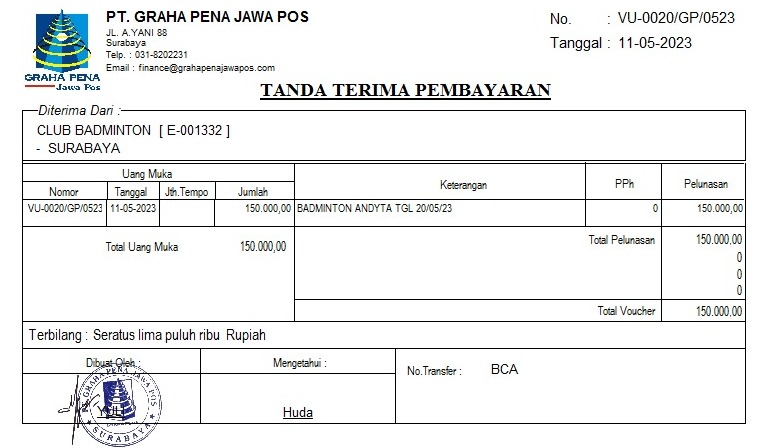 PT. GRAHA PENA JAWA POS
JL. A.YANI 88
Surabaya
Telp. : 031-8202231
Email : finance@grahapenajawapos.com
GRAHA PENA
Jawa Pos
No. : VU-0020/GP/0523
Tanggal : 11-05-2023
TANDA TERIMA PEMBAYARAN
Diterima Dari :
CLUB BADMINTON [ E-001332 ]
- SURABAYA
Uang Muka
Nomor Tanggal Jth.Tempo Jumlah Keterangan PPh Pelunasan
VU-0020/GP/0523 11-05-2023 150.000,00 BADMINTON ANDYTA TGL 20/05/23 0 150.000,00
Total Uang Muka 150.000,00 Total Pelunasan 150.000,00
0
0
0
Total Voucher 150.000,00
Terbilang : Seratus lima puluh ribu Rupiah
Dibuat Oleh : Mengetahui : No.Transfer : BCA
PT. GRAHA PENA JAWA POS
SURABAYA
Huda